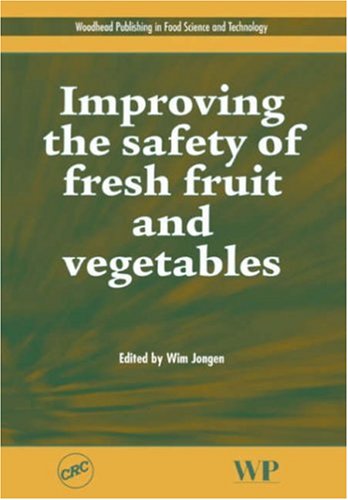 Woodhead Publishing in Food Science and Technology
Improving
the safety of
fresh fruit
and
vegetables
Edited by Wim Jongen
CRC
WP